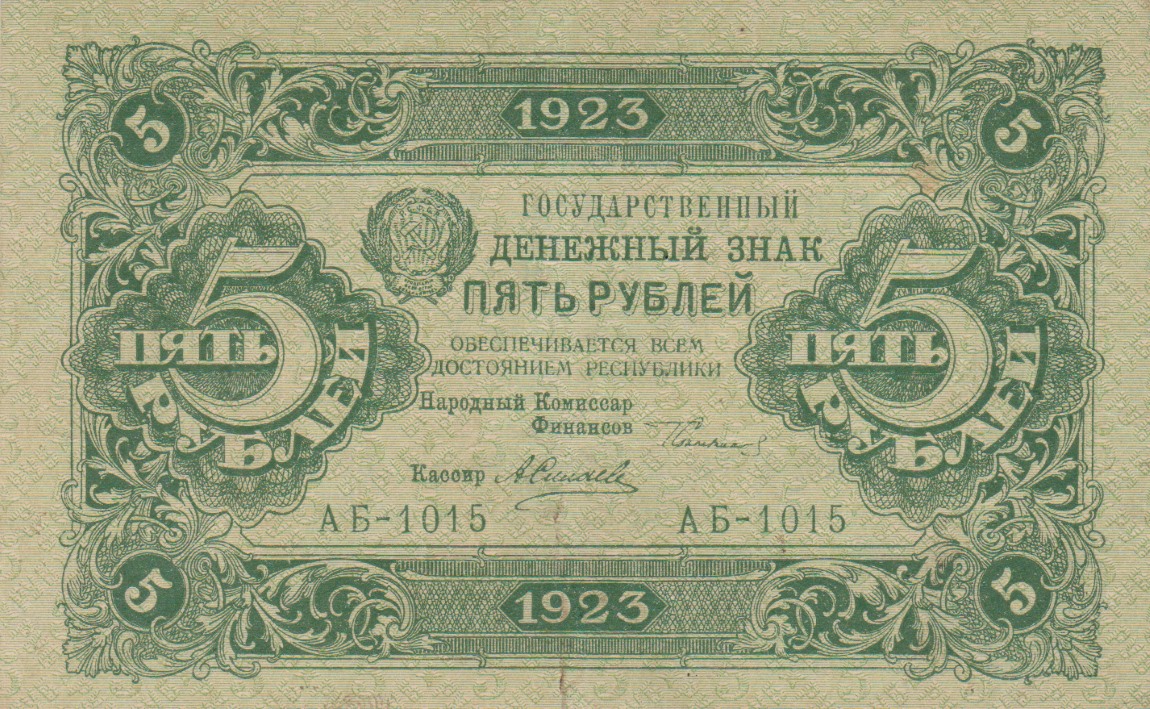 1923
5
5
ГОСУДАРСТВЕННЫЙ
ДЕНЕЖНЫЙ ЗНАК
ПЯТЬ РУБЛЕЙ
5
ПЯТЬ
РУБЛЕЙ
5
ПЯТЬ
РУБЛЕЙ
ОБЕСПЕЧИВАЕТСЯ ВСЕМ
ДОСТОЯНИЕМ РЕСПУБЛИКИ
Народный Комиссар
Финансов
Кассир
АБ-1015
АБ-1015
5
5
1923